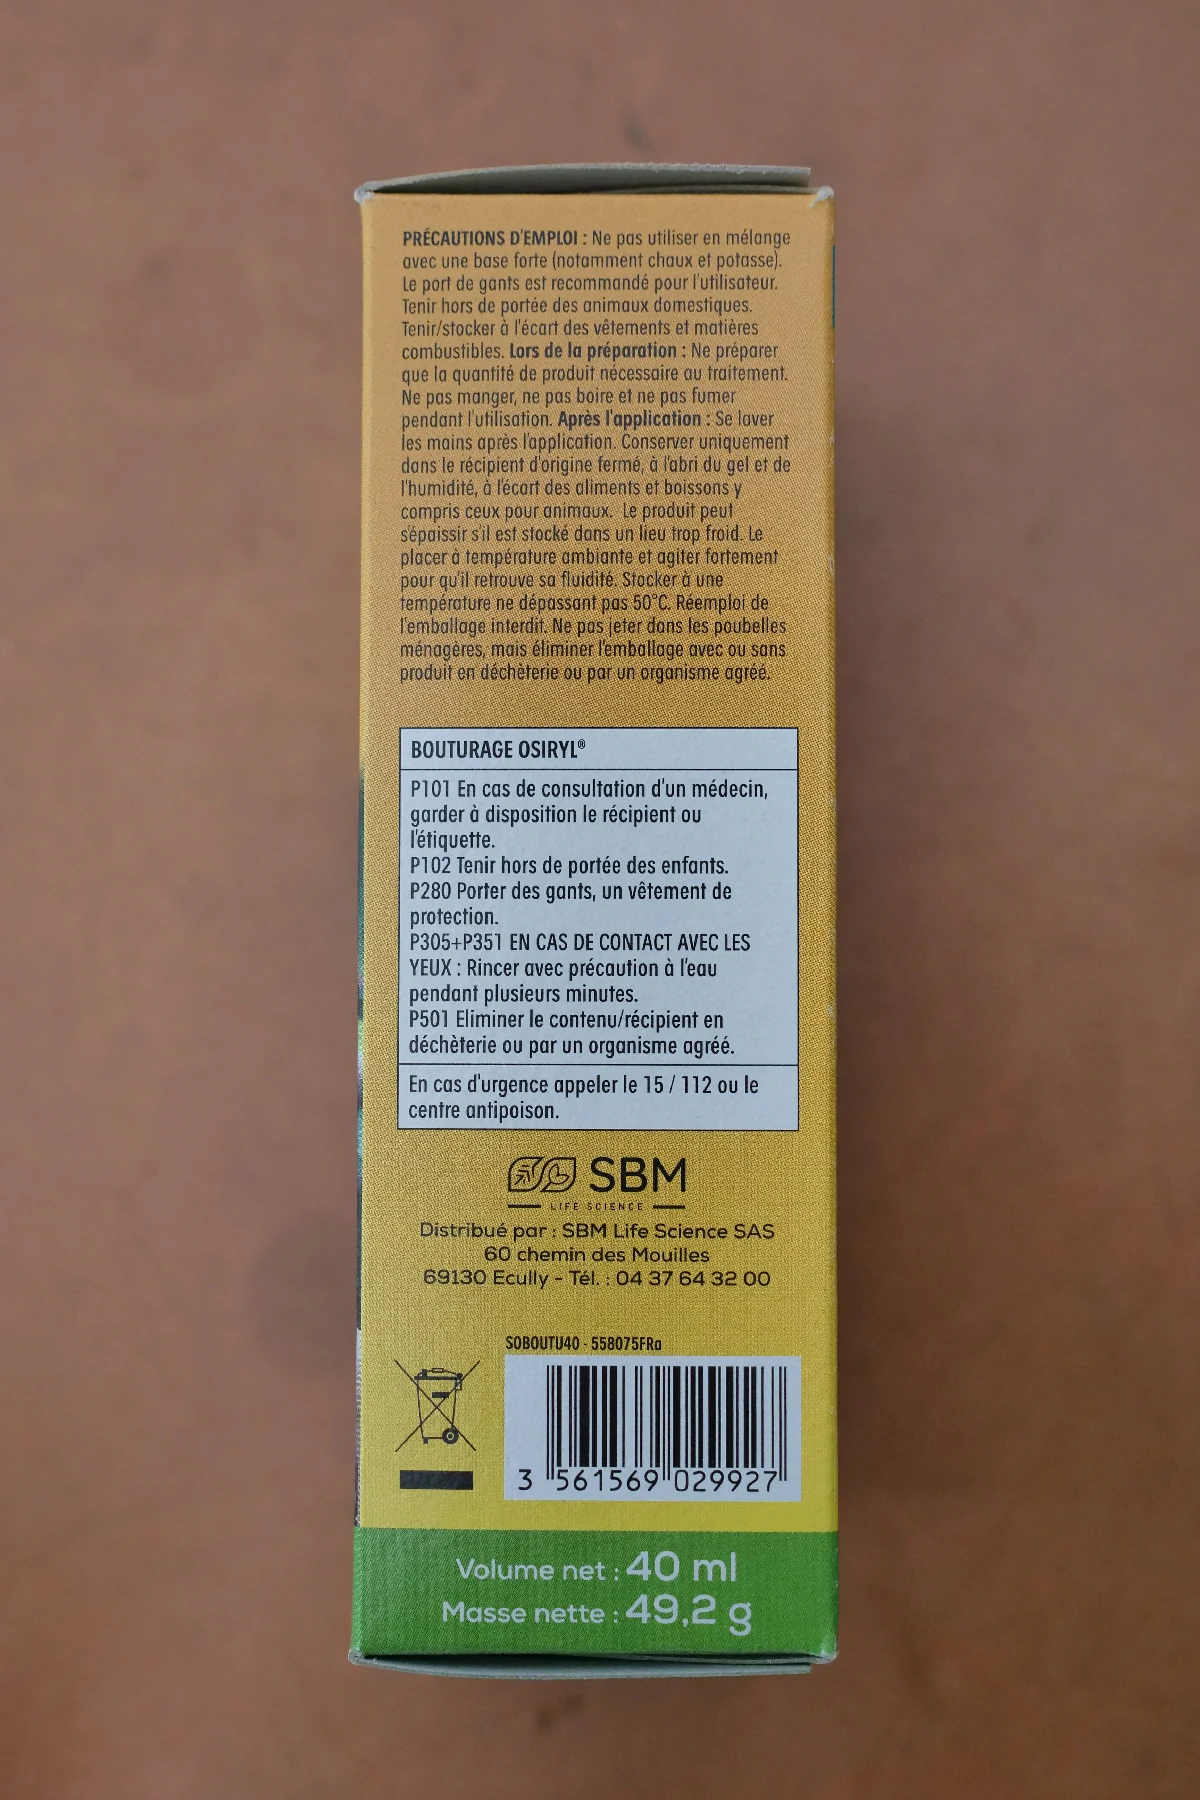 PRÉCAUTIONS D'EMPLOI : Ne pas utiliser en mélange
avec une base forte (notamment chaux et potasse).
Le port de gants est recommandé pour l'utilisateur.
Tenir hors de portée des animaux domestiques.
Tenir/stocker à l'écart des vêtements et matières
combustibles. Lors de la préparation : Ne préparer
que la quantité de produit nécessaire au traitement.
Ne pas manger, ne pas boire et ne pas fumer
pendant l'utilisation. Après l'application : Se laver
les mains après l'application. Conserver uniquement
dans le récipient d'origine fermé, à l'abri du gel et de
l'humidité, à l'écart des aliments et boissons y
compris ceux pour animaux. Le produit peut
s'épaissir s'il est stocké dans un lieu trop froid. Le
placer à température ambiante et agiter fortement
pour qu'il retrouve sa fluidité. Stocker à une
température ne dépassant pas 50°C. Réemploi de
l'emballage interdit. Ne pas jeter dans les poubelles
ménagères, mais éliminer l'emballage avec ou sans
produit en déchèterie ou par un organisme agréé.
BOUTURAGE OSIRYL®
P101 En cas de consultation d'un médecin,
garder à disposition le récipient ou
l'étiquette.
P102 Tenir hors de portée des enfants.
P280 Porter des gants, un vêtement de
protection.
P305+P351 EN CAS DE CONTACT AVEC LES
YEUX : Rincer avec précaution à l'eau
pendant plusieurs minutes.
P501 Eliminer le contenu/récipient en
déchèterie ou par un organisme agréé.
En cas d'urgence appeler le 15 / 112 ou le
centre antipoison.
SBM
LIFE SCIENCE
Distribué par : SBM Life Science SAS
60 chemin des Mouilles
69130 Ecully - Tél. : 04 37 64 32 00
SOBOUTU40 - 558075FRa
3 561569 029927
Volume net : 40 ml
Masse nette : 49,2 g